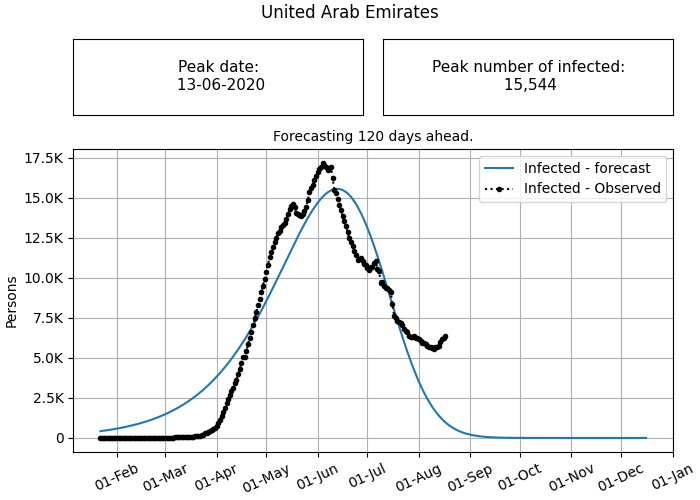 United Arab Emirates
Peak date:
13-06-2020
Peak number of infected:
15,544
Forecasting 120 days ahead.
17.5K
15.0K
12.5K
10.0K
7.5K
5.0K
2.5K
0
Persons
Infected - forecast
Infected - Observed
01-Feb
01-Mar
01-Apr
01-May
01-Jun
01-Jul
01-Aug
01-Sep
01-Oct
01-Nov
01-Dec
01-Jan